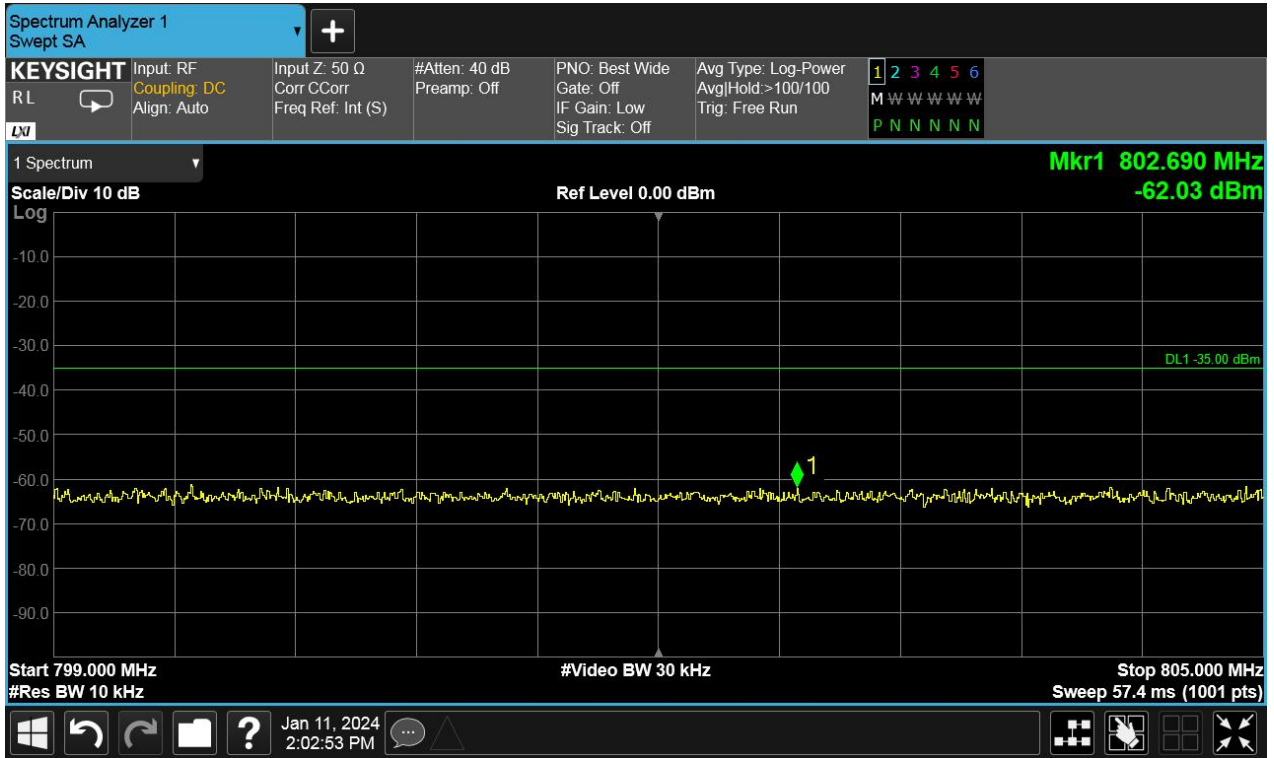 Spectrum Analyzer 1
Swept SA
+
KEYSIGHT
R L
LXI
Input: RF
Coupling: DC
Align: Auto
Input Z: 50 Ω
Corr CCorr
Freq Ref: Int (S)
#Atten: 40 dB
Preamp: Off
PNO: Best Wide
Gate: Off
IF Gain: Low
Sig Track: Off
Avg Type: Log-Power
Avg|Hold:>100/100
Trig: Free Run
1 2 3 4 5 6
M W W W W W
P N N N N N
1 Spectrum
Mkr1 802.690 MHz
-62.03 dBm
Scale/Div 10 dB
Ref Level 0.00 dBm
Log
-10.0
-20.0
-30.0
DL1 -35.00 dBm
-40.0
-50.0
1
-60.0
-70.0
-80.0
-90.0
Start 799.000 MHz
#Video BW 30 kHz
Stop 805.000 MHz
#Res BW 10 kHz
Sweep 57.4 ms (1001 pts)
?
Jan 11, 2024
2:02:53 PM